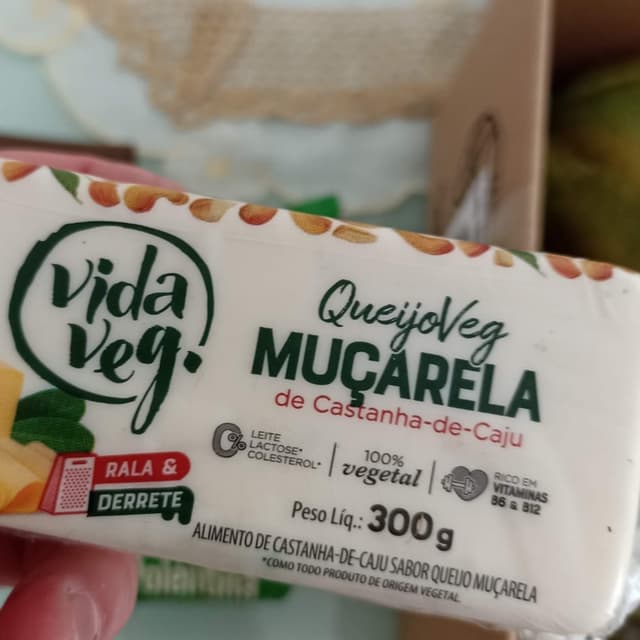 vida
veg.
QueijoVeg
MUÇARELA
de Castanha-de-Caju
0%
LEITE
LACTOSE*
COLESTEROL*
100%
vegetal
RICO EM
VITAMINAS
B6 & B12
RALA &
DERRETE
Peso Líq.: 300g
ALIMENTO DE CASTANHA-DE-CAJU SABOR QUEIJO MUÇARELA
*COMO TODO PRODUTO DE ORIGEM VEGETAL